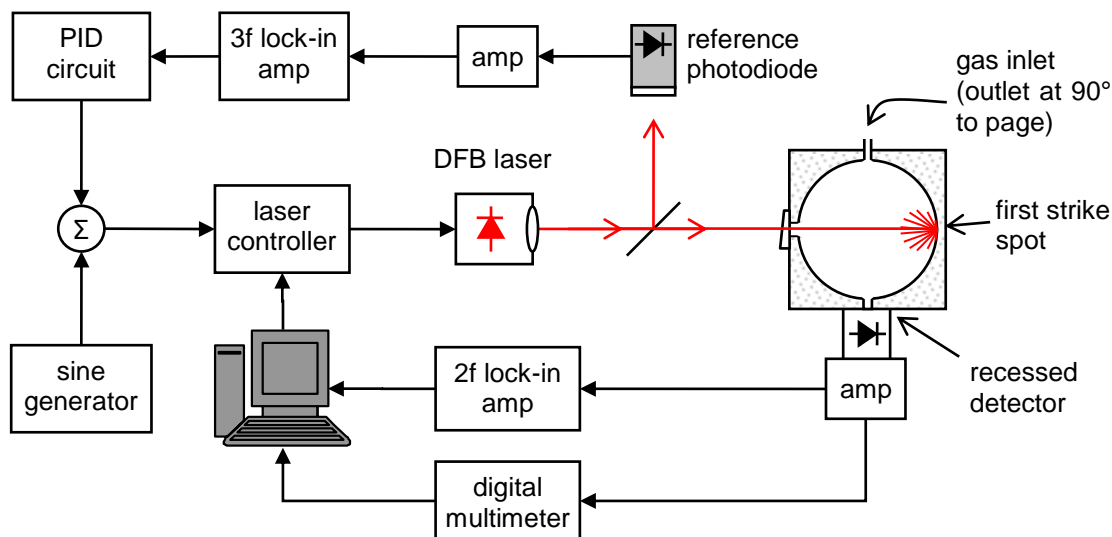 PID
circuit
3f lock-in
amp
amp
reference
photodiode
gas inlet
(outlet at 90°
to page)
DFB laser
Σ
laser
controller
first strike
spot
sine
generator
2f lock-in
amp
amp
recessed
detector
digital
multimeter